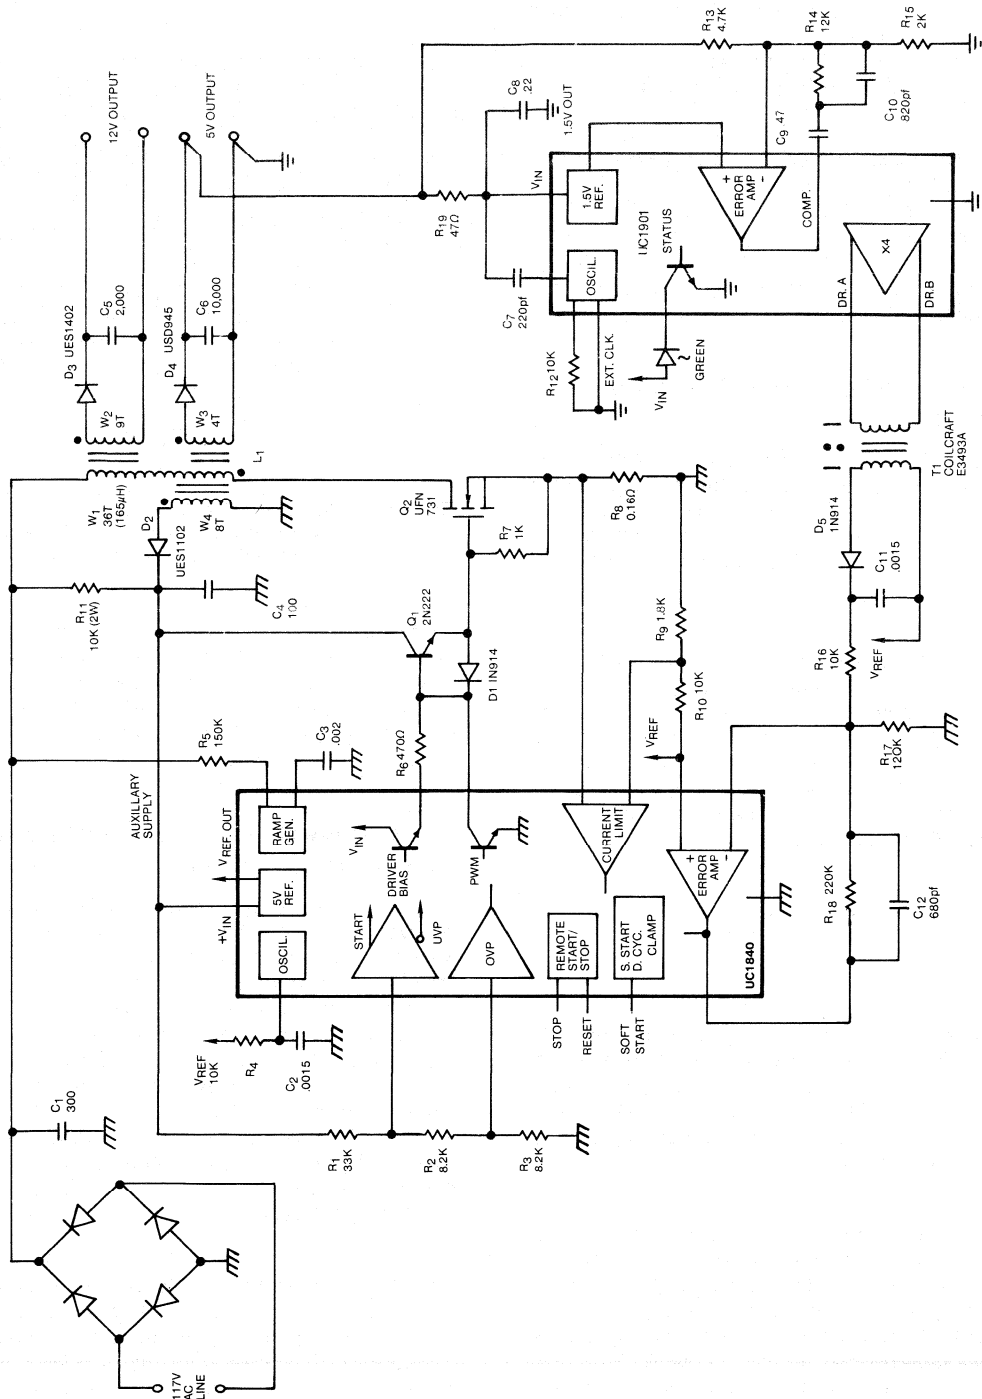 12V OUTPUT
5V OUTPUT
D3 UES1402
C5
2,000
D4 USD945
C6
10,000
W2
9T
W3
4T
L1
W1
36T
(165µH)
W4
8T
D2
UES1102
R11
10K (2W)
C4
100
Q2
UFN
731
R7
1K
R8
0.16Ω
R9 1.8K
R10 10K
VREF
Q1
2N222
D1 IN914
R6 470Ω
R5
150K
C3
.002
AUXILLARY
SUPPLY
V REF. OUT
+VIN
RAMP
GEN.
5V
REF.
OSCIL.
VIN
DRIVER
BIAS
START
UVP
PWM
OVP
CURRENT
LIMIT
REMOTE
START/
STOP
S. START
D. CYC.
CLAMP
+
ERROR
AMP
-
UC1840
STOP
RESET
SOFT
START
VREF
10K
R4
C2
.0015
C1
300
R1
33K
R2
8.2K
R3
8.2K
117V
AC
LINE
R19
47Ω
C8
.22
1.5V OUT
VIN
1.5V
REF.
OSCIL.
C7
220pf
R12 10K
EXT. CLK.
UC1901
STATUS
VIN
GREEN
+
ERROR
AMP
-
COMP.
X4
DR. A
DR.B
C9 .47
R13
4.7K
R14
12K
R15
2K
C10
820pf
T1
COILCRAFT
E3493A
D5
1N914
C11
.0015
VREF
R16
10K
R17
120K
R18 220K
C12
680pf